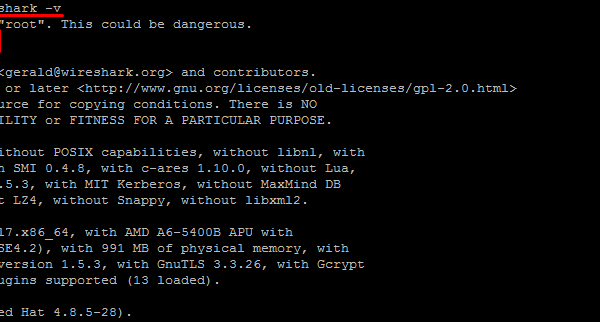 shark -v
"root". This could be dangerous.
<gerald@wireshark.org> and contributors.
or later <http://www.gnu.org/licenses/old-licenses/gpl-2.0.html>
urce for copying conditions. There is NO
ILITY or FITNESS FOR A PARTICULAR PURPOSE.
ithout POSIX capabilities, without libnl, with
n SMI 0.4.8, with c-ares 1.10.0, without Lua,
.5.3, with MIT Kerberos, without MaxMind DB
t LZ4, without Snappy, without libxml2.
l7.x86_64, with AMD A6-5400B APU with
SE4.2), with 991 MB of physical memory, with
version 1.5.3, with GnuTLS 3.3.26, with Gcrypt
ugins supported (13 loaded).
ed Hat 4.8.5-28).